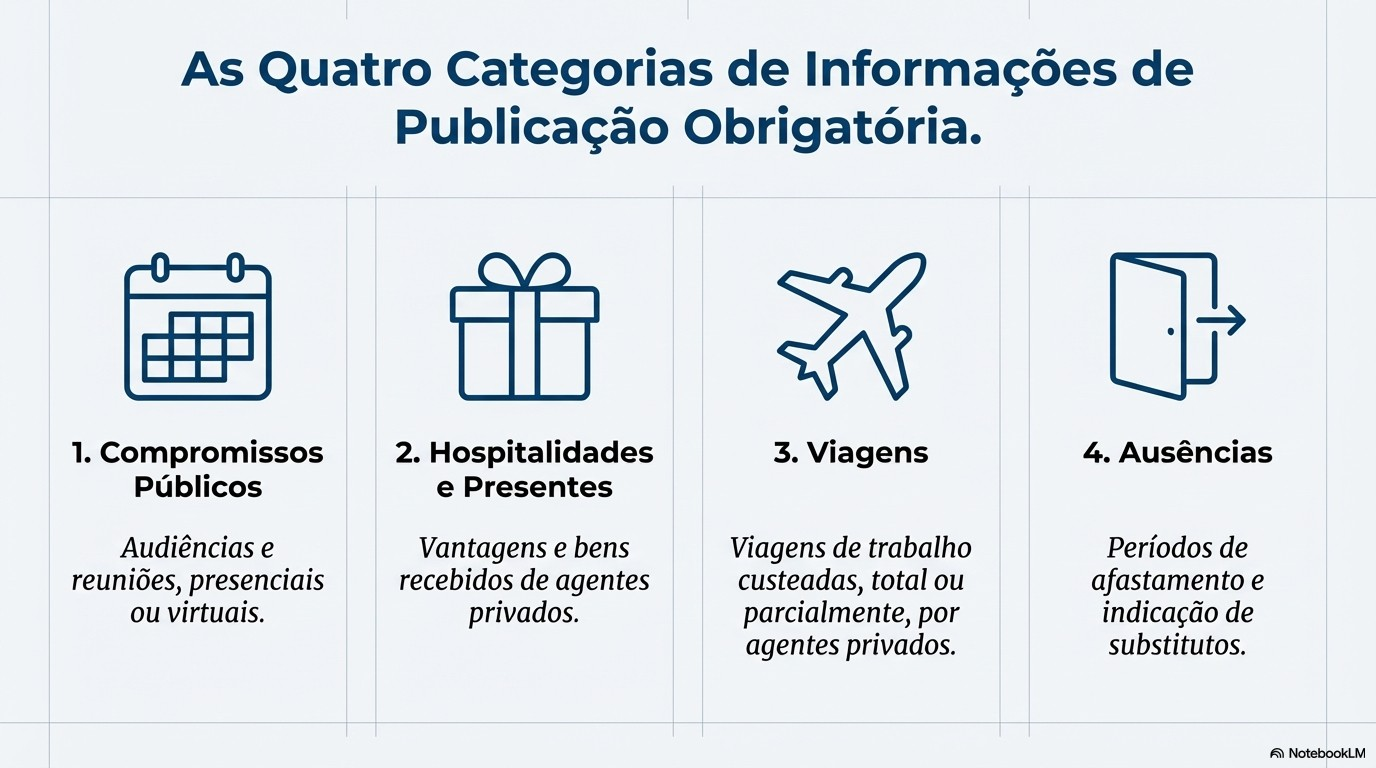 As Quatro Categorias de Informações de
Publicação Obrigatória.
1. Compromissos
Públicos
Audiências e
reuniões, presenciais
ou virtuais.
2. Hospitalidades
e Presentes
Vantagens e bens
recebidos de agentes
privados.
3. Viagens
Viagens de trabalho
custeadas, total ou
parcialmente, por
agentes privados.
4. Ausências
Períodos de
afastamento e
indicação de
substitutos.
NotebookLM